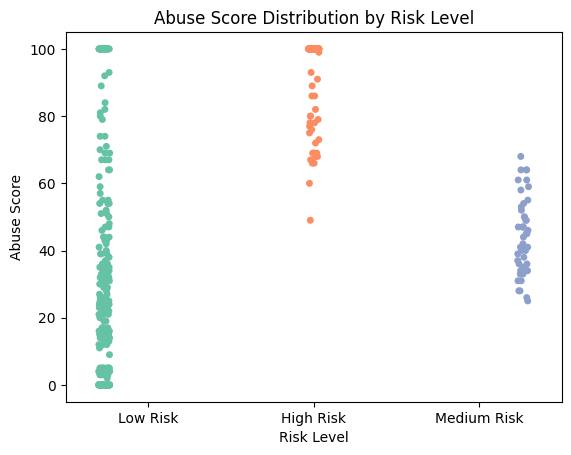 Abuse Score Distribution by Risk Level
Abuse Score
100
80
60
40
20
0
Low Risk
High Risk
Medium Risk
Risk Level